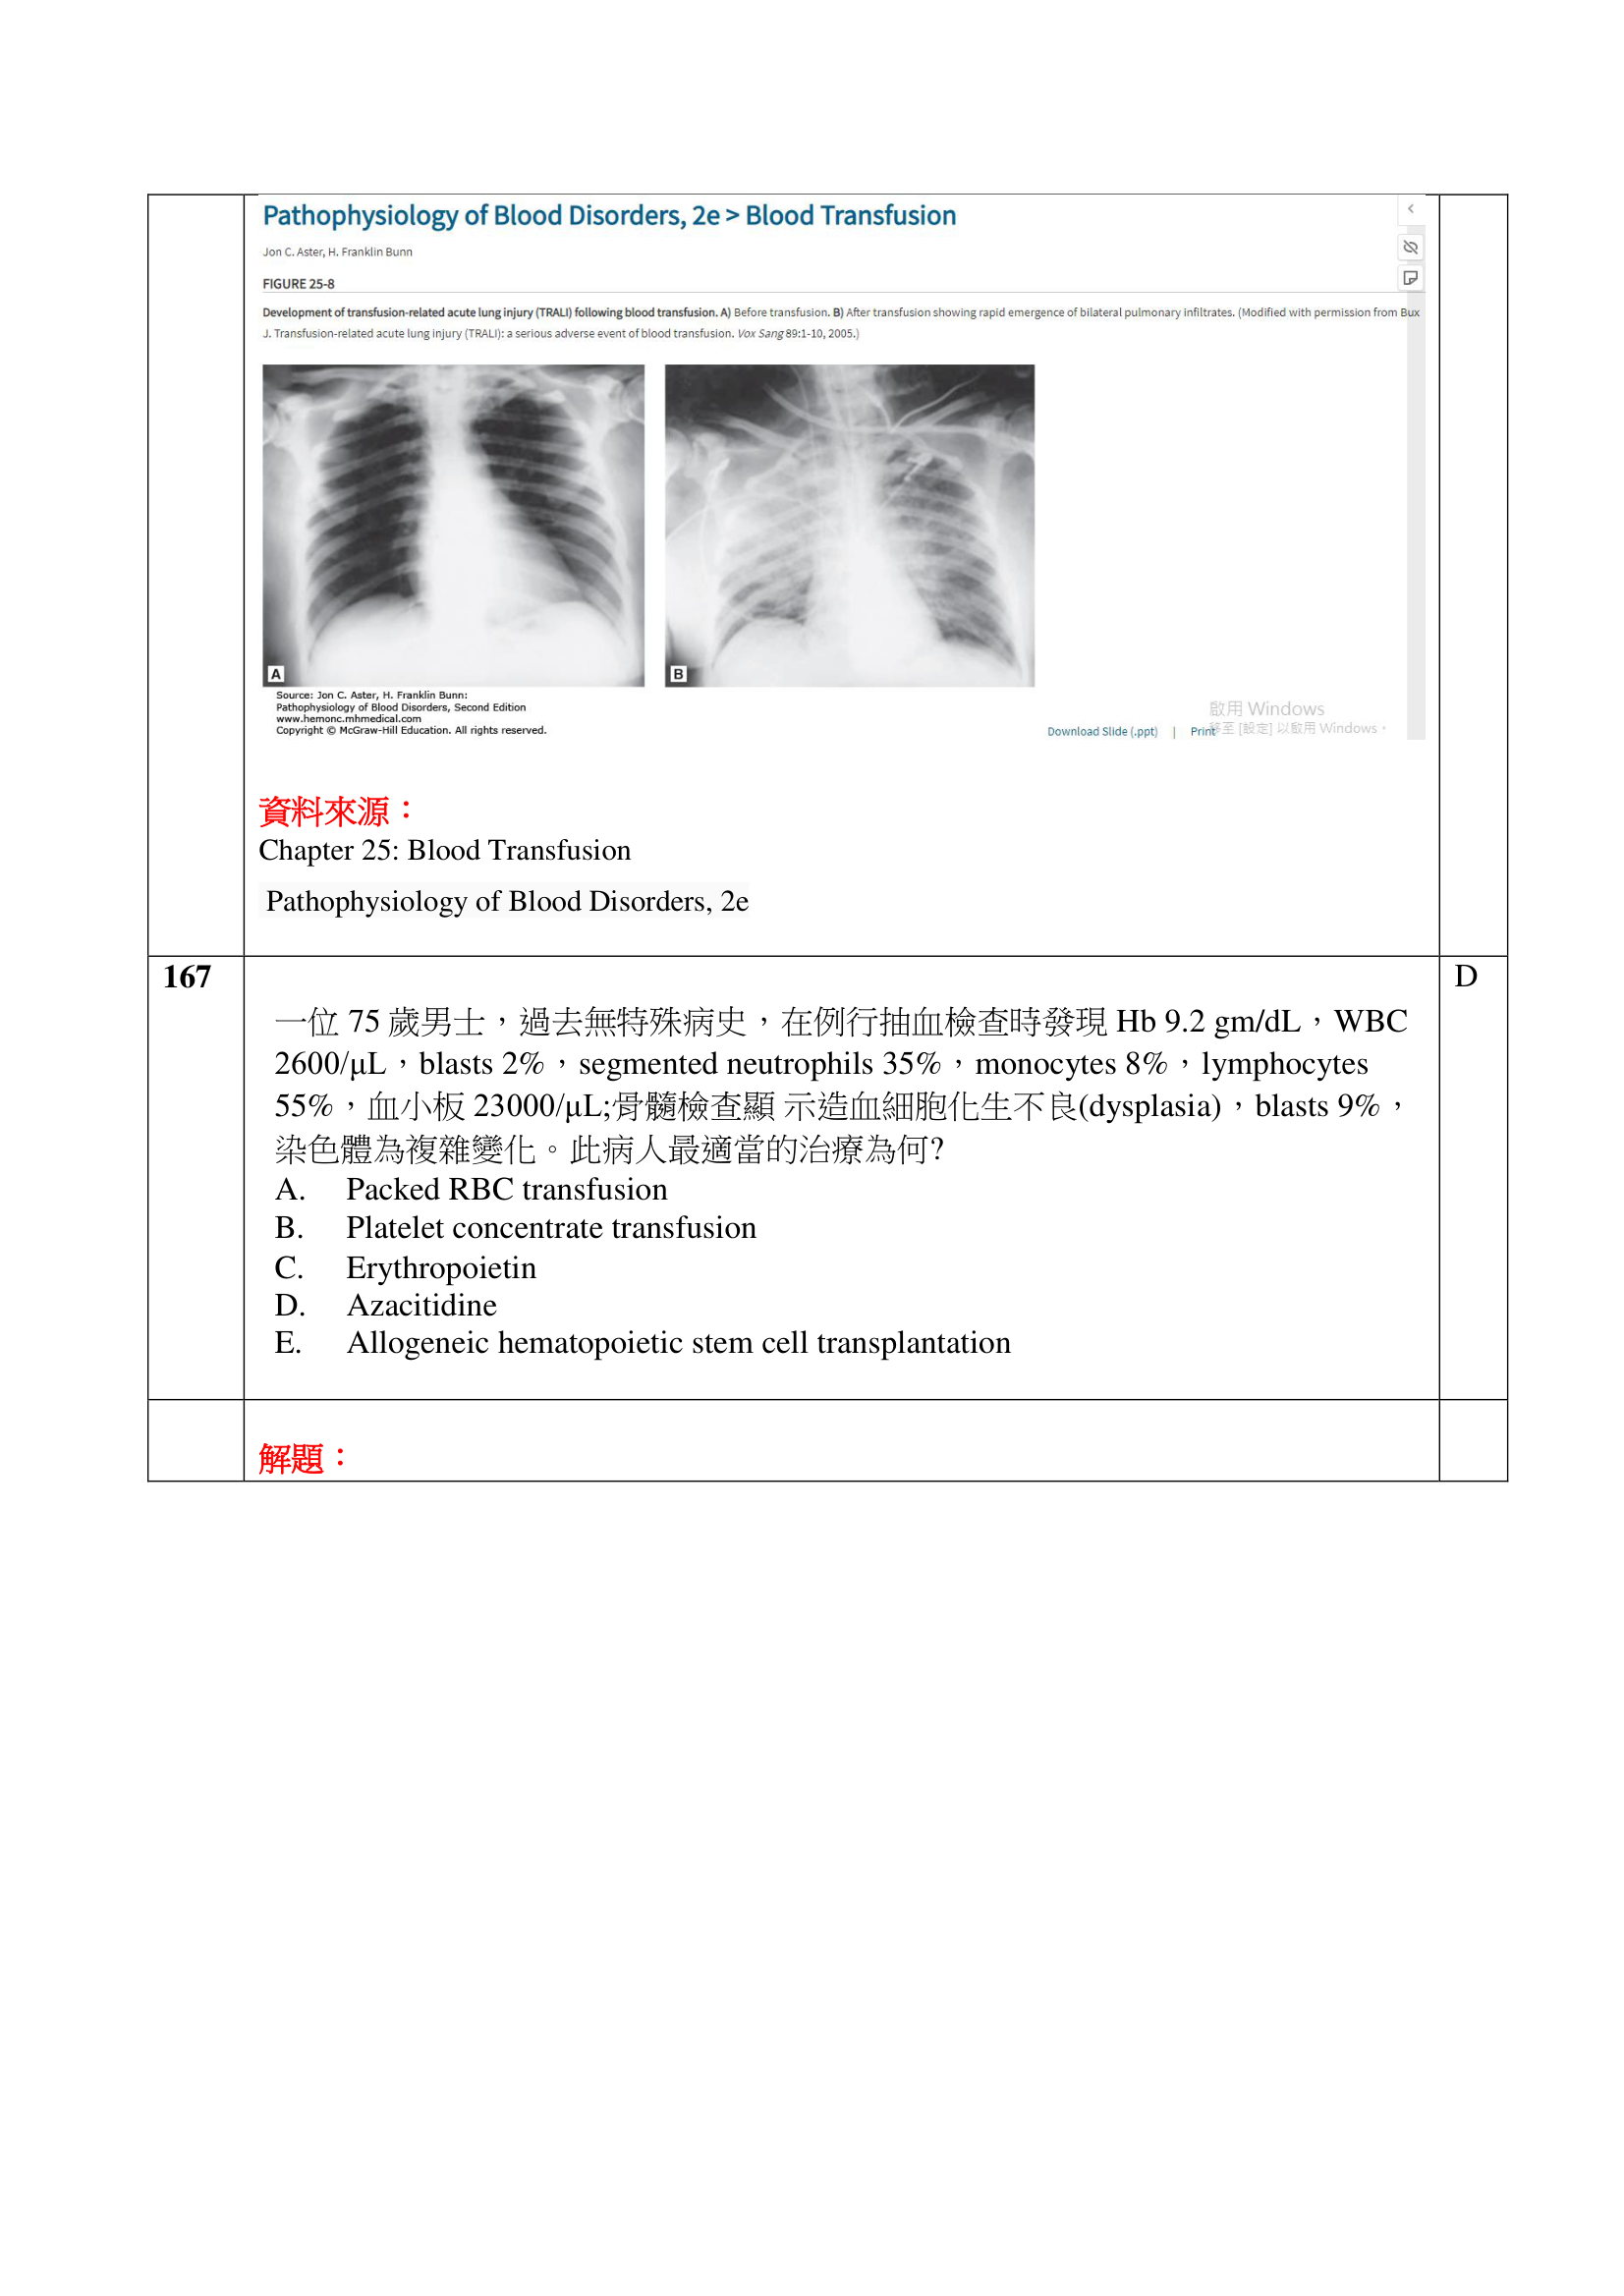 Pathophysiology of Blood Disorders, 2e > Blood Transfusion
Jon C. Aster, H. Franklin Bunn
FIGURE 25-8
Development of transfusion-related acute lung injury (TRALI) following blood transfusion. A) Before transfusion. B) After transfusion showing rapid emergence of bilateral pulmonary infiltrates. (Modified with permission from Bux
J. Transfusion-related acute lung injury (TRALI): a serious adverse event of blood transfusion. Vox Sang 89:1-10, 2005.)
A
B
Source: Jon C. Aster, H. Franklin Bunn:
Pathophysiology of Blood Disorders, Second Edition
www.hemonc.mhmedical.com
Copyright © McGraw-Hill Education. All rights reserved.
啟用 Windows
移至 [設定] 以啟用 Windows。
Download Slide (.ppt) | Print
資料來源：
Chapter 25: Blood Transfusion
Pathophysiology of Blood Disorders, 2e
167
D
一位 75 歲男士，過去無特殊病史，在例行抽血檢查時發現 Hb 9.2 gm/dL，WBC
2600/μL，blasts 2%，segmented neutrophils 35%，monocytes 8%，lymphocytes
55%，血小板 23000/μL;骨髓檢查顯 示造血細胞化生不良(dysplasia)，blasts 9%，
染色體為複雜變化。此病人最適當的治療為何?
A. Packed RBC transfusion
B. Platelet concentrate transfusion
C. Erythropoietin
D. Azacitidine
E. Allogeneic hematopoietic stem cell transplantation
解題：